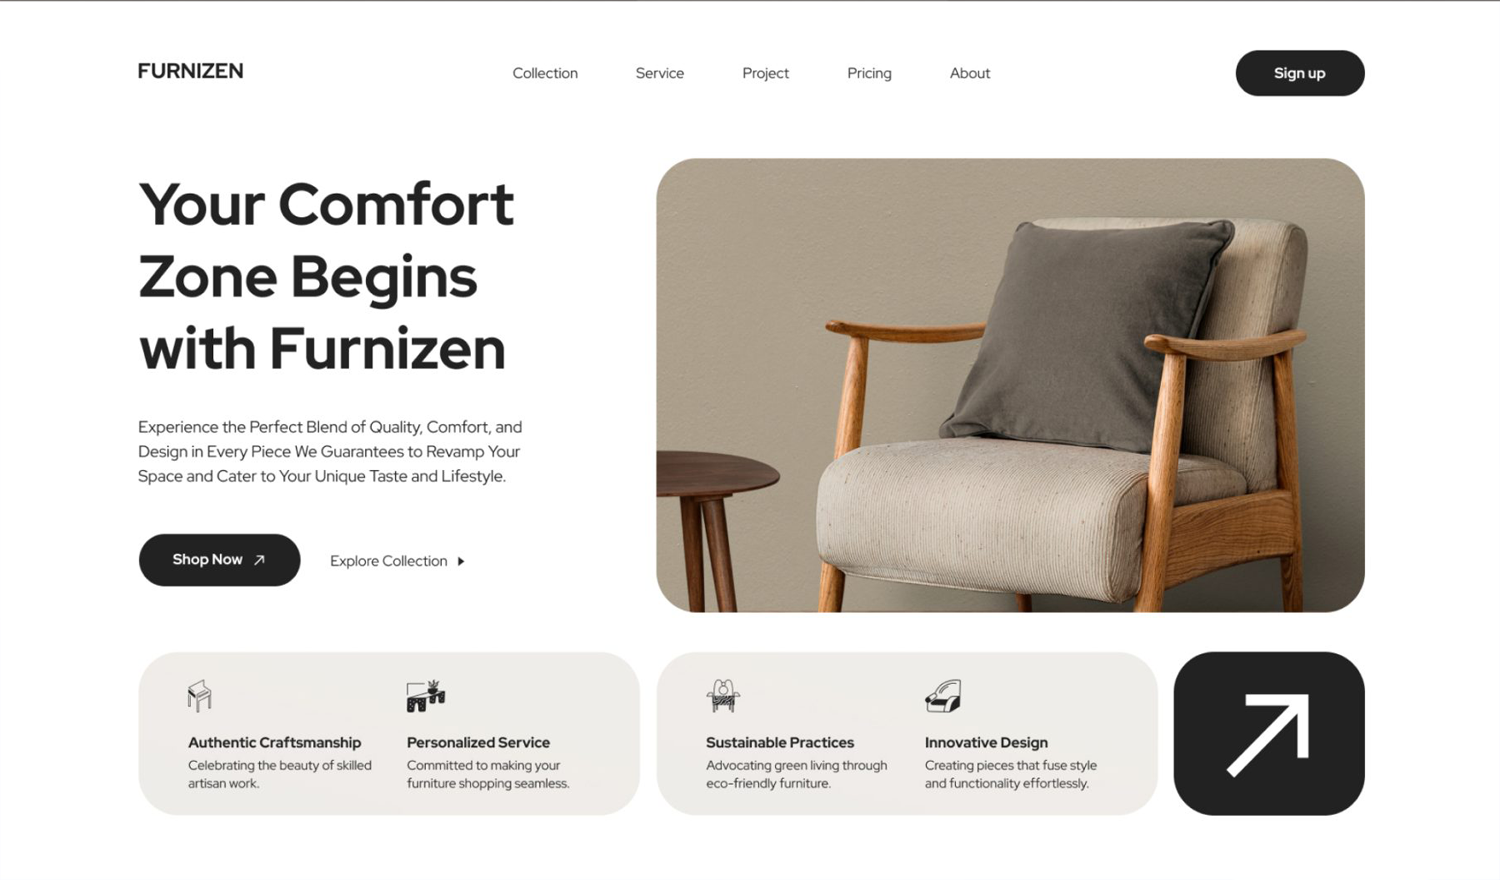 FURNIZEN
Collection
Service
Project
Pricing
About
Sign up
Your Comfort
Zone Begins
with Furnizen
Experience the Perfect Blend of Quality, Comfort, and
Design in Every Piece We Guarantees to Revamp Your
Space and Cater to Your Unique Taste and Lifestyle.
Shop Now
Explore Collection
Authentic Craftsmanship
Celebrating the beauty of skilled
artisan work.
Personalized Service
Committed to making your
furniture shopping seamless.
Sustainable Practices
Advocating green living through
eco-friendly furniture.
Innovative Design
Creating pieces that fuse style
and functionality effortlessly.